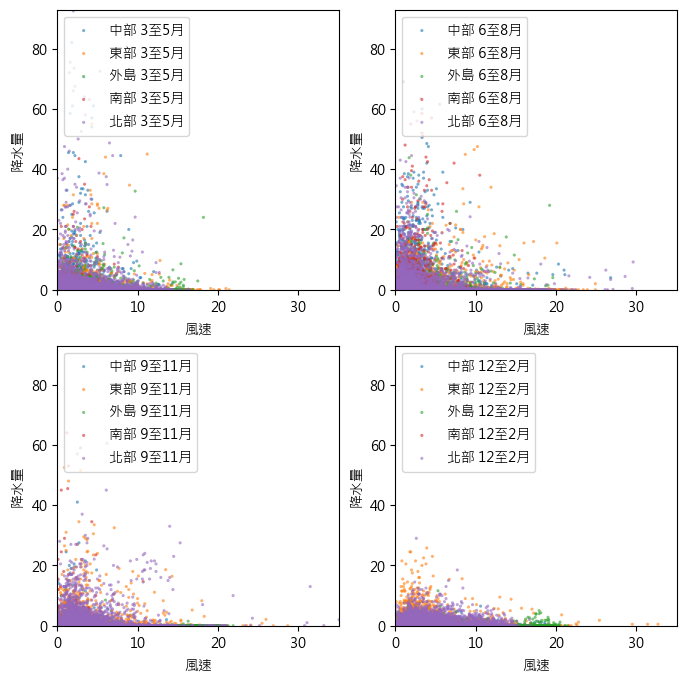 中部 3至5月
東部 3至5月
外島 3至5月
南部 3至5月
北部 3至5月
降水量
80
60
40
20
0
0 10 20 30
風速
中部 6至8月
東部 6至8月
外島 6至8月
南部 6至8月
北部 6至8月
降水量
80
60
40
20
0
0 10 20 30
風速
中部 9至11月
東部 9至11月
外島 9至11月
南部 9至11月
北部 9至11月
降水量
80
60
40
20
0
0 10 20 30
風速
中部 12至2月
東部 12至2月
外島 12至2月
南部 12至2月
北部 12至2月
降水量
80
60
40
20
0
0 10 20 30
風速